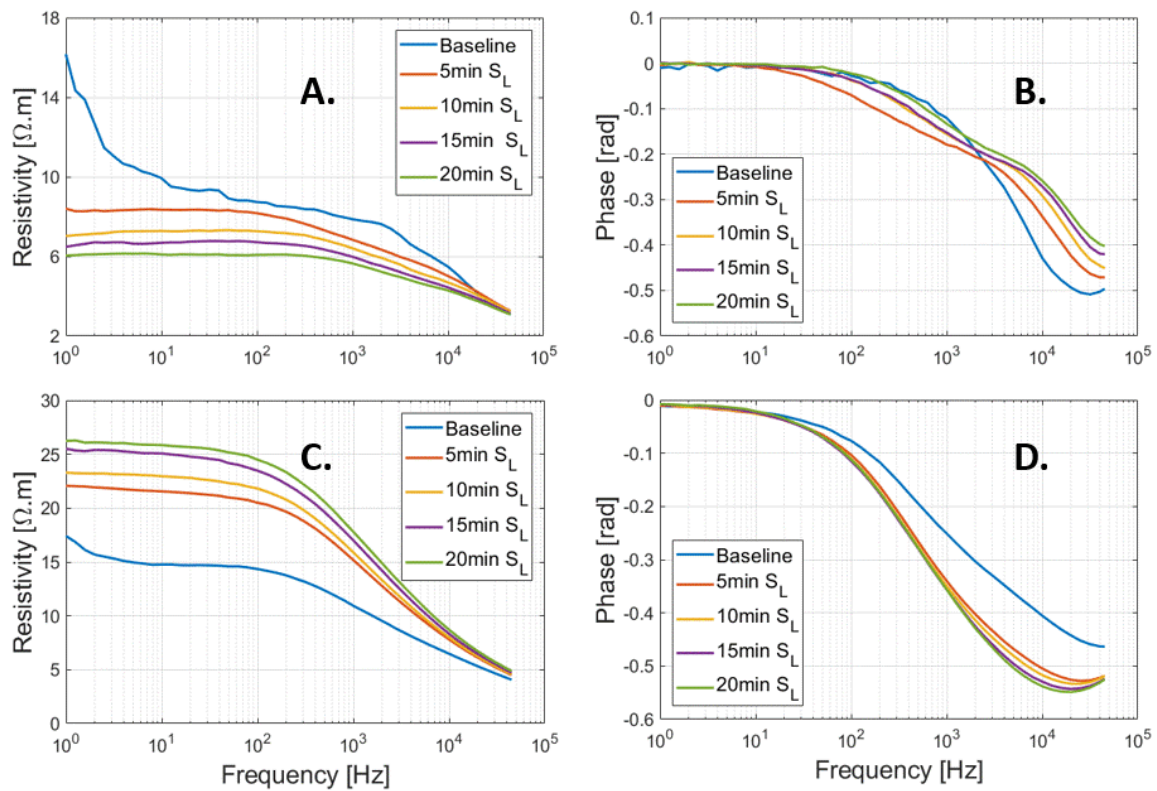 A.
Resistivity [Ω.m]
18
14
10
6
2
10^0
10^1
10^2
10^3
10^4
10^5
Baseline
5min S_L
10min S_L
15min S_L
20min S_L
B.
Phase [rad]
0.1
0
-0.1
-0.2
-0.3
-0.4
-0.5
-0.6
10^0
10^1
10^2
10^3
10^4
10^5
Baseline
5min S_L
10min S_L
15min S_L
20min S_L
C.
Resistivity [Ω.m]
30
25
20
15
10
5
0
10^0
10^1
10^2
10^3
10^4
10^5
Frequency [Hz]
Baseline
5min S_L
10min S_L
15min S_L
20min S_L
D.
Phase [rad]
0
-0.1
-0.2
-0.3
-0.4
-0.5
-0.6
10^0
10^1
10^2
10^3
10^4
10^5
Frequency [Hz]
Baseline
5min S_L
10min S_L
15min S_L
20min S_L